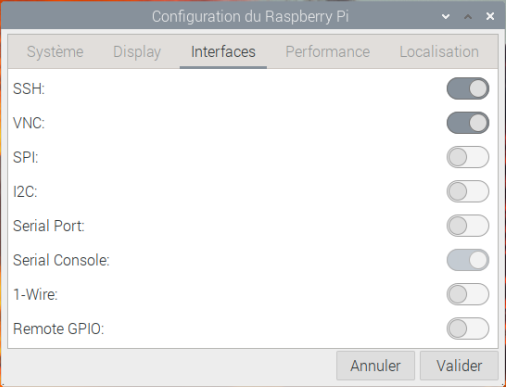 Configuration du Raspberry Pi
Système Display Interfaces Performance Localisation
SSH:
VNC:
SPI:
I2C:
Serial Port:
Serial Console:
1-Wire:
Remote GPIO:
Annuler Valider